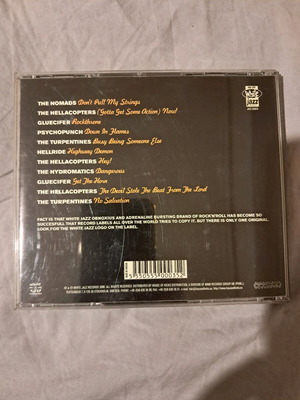 White
Jazz
THE NOMADS Don't Pull My Strings
THE HELLACOPTERS (Gotta Get Some Action) Now!
GLUECIFER Rockthrone
PSYCHOPUNCH Down In Flames
THE TURPENTINES Busy Being Someone Else
HELLRIDE Highway Demon
THE HELLACOPTERS Hey!
THE HYDROMATICS Dangerous
GLUECIFER Get The Horn
THE HELLACOPTERS The Devil Stole The Beat From The Lord
THE TURPENTINES No Salvation
FACT IS THAT WHITE JAZZ OBNOXIUS AND ADRENALINE BURSTING BRAND OF ROCK'N'ROLL HAS BECOME SO
SUCCESFULL THAT RECORD LABELS ALL OVER THE WORLD TRIES TO COPY IT. BUT THERE IS ONLY ONE ORIGINAL.
LOOK FOR THE WHITE JAZZ LOGO ON THE LABEL.